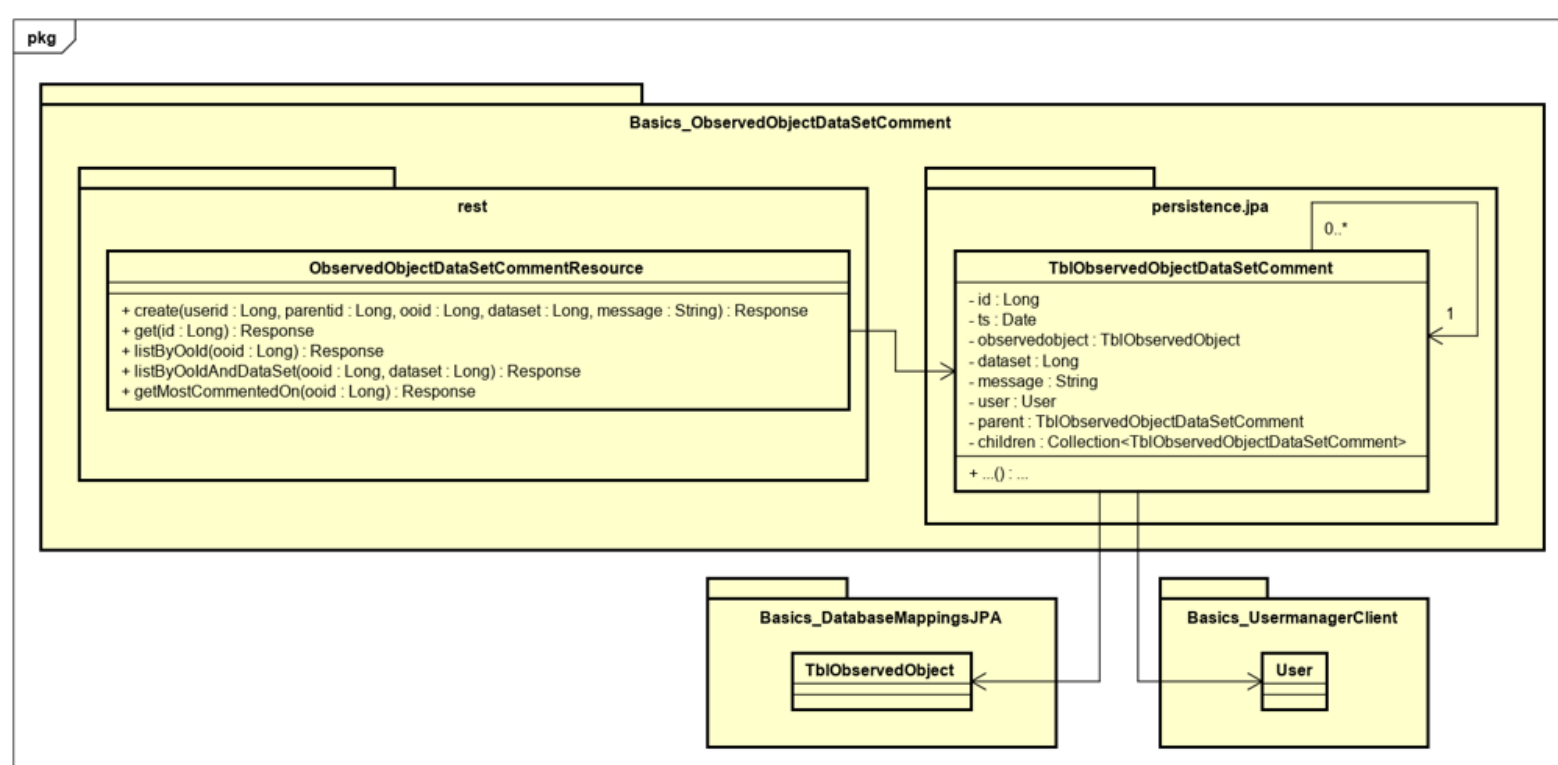 pkg
Basics_ObservedObjectDataSetComment
rest
ObservedObjectDataSetCommentResource
+ create(userid : Long, parentid : Long, ooid : Long, dataset : Long, message : String) : Response
+ get(id : Long) : Response
+ listByOoId(ooid : Long) : Response
+ listByOoIdAndDataSet(ooid : Long, dataset : Long) : Response
+ getMostCommentedOn(ooid : Long) : Response
persistence.jpa
0..*
1
TblObservedObjectDataSetComment
- id : Long
- ts : Date
- observedobject : TblObservedObject
- dataset : Long
- message : String
- user : User
- parent : TblObservedObjectDataSetComment
- children : Collection<TblObservedObjectDataSetComment>
+ ...() : ...
Basics_DatabaseMappingsJPA
TblObservedObject
Basics_UsermanagerClient
User